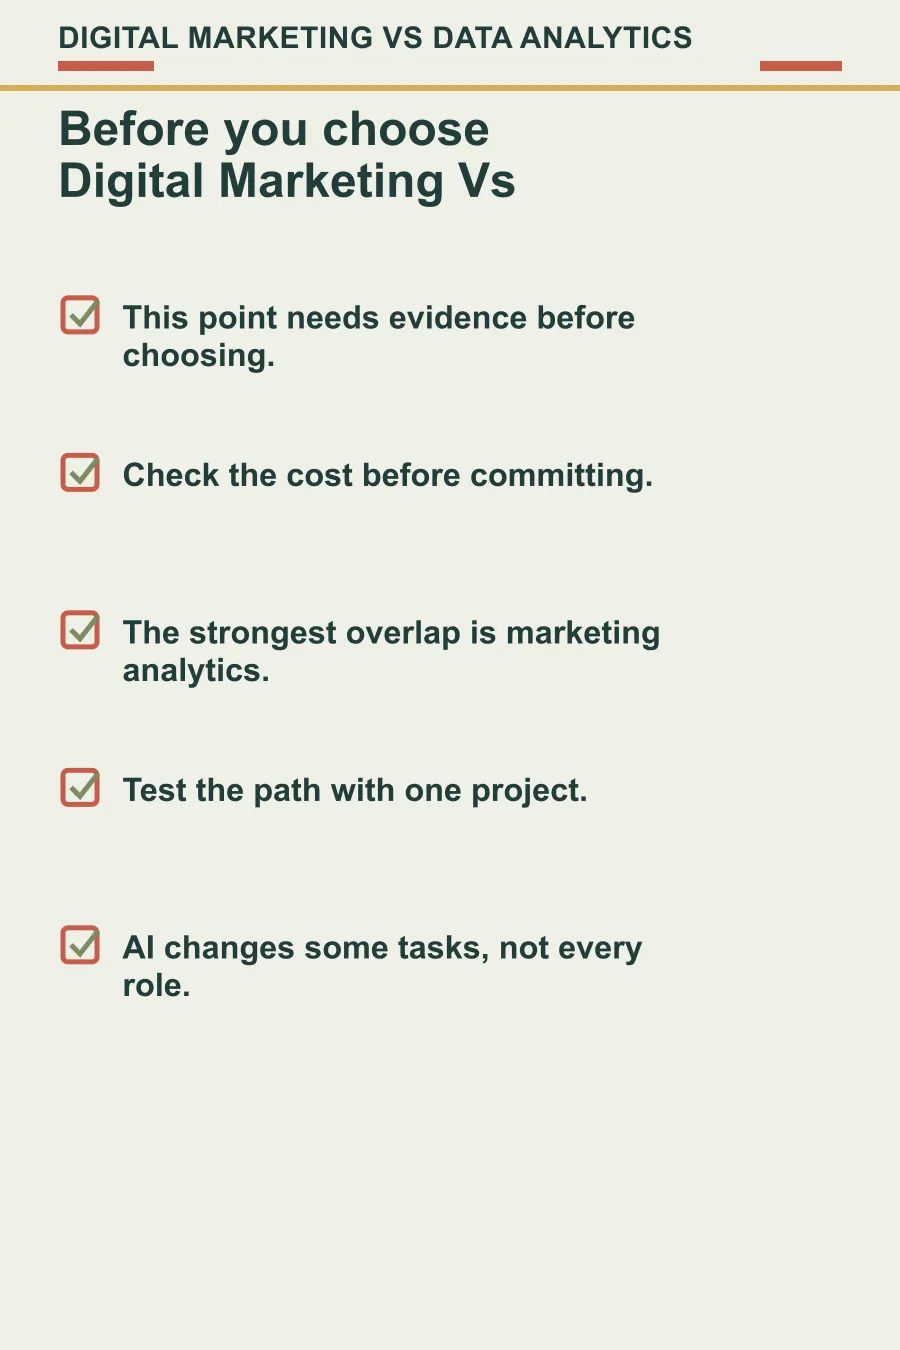 DIGITAL MARKETING VS DATA ANALYTICS
Before you choose
Digital Marketing Vs
This point needs evidence before
choosing.
Check the cost before committing.
The strongest overlap is marketing
analytics.
Test the path with one project.
AI changes some tasks, not every
role.